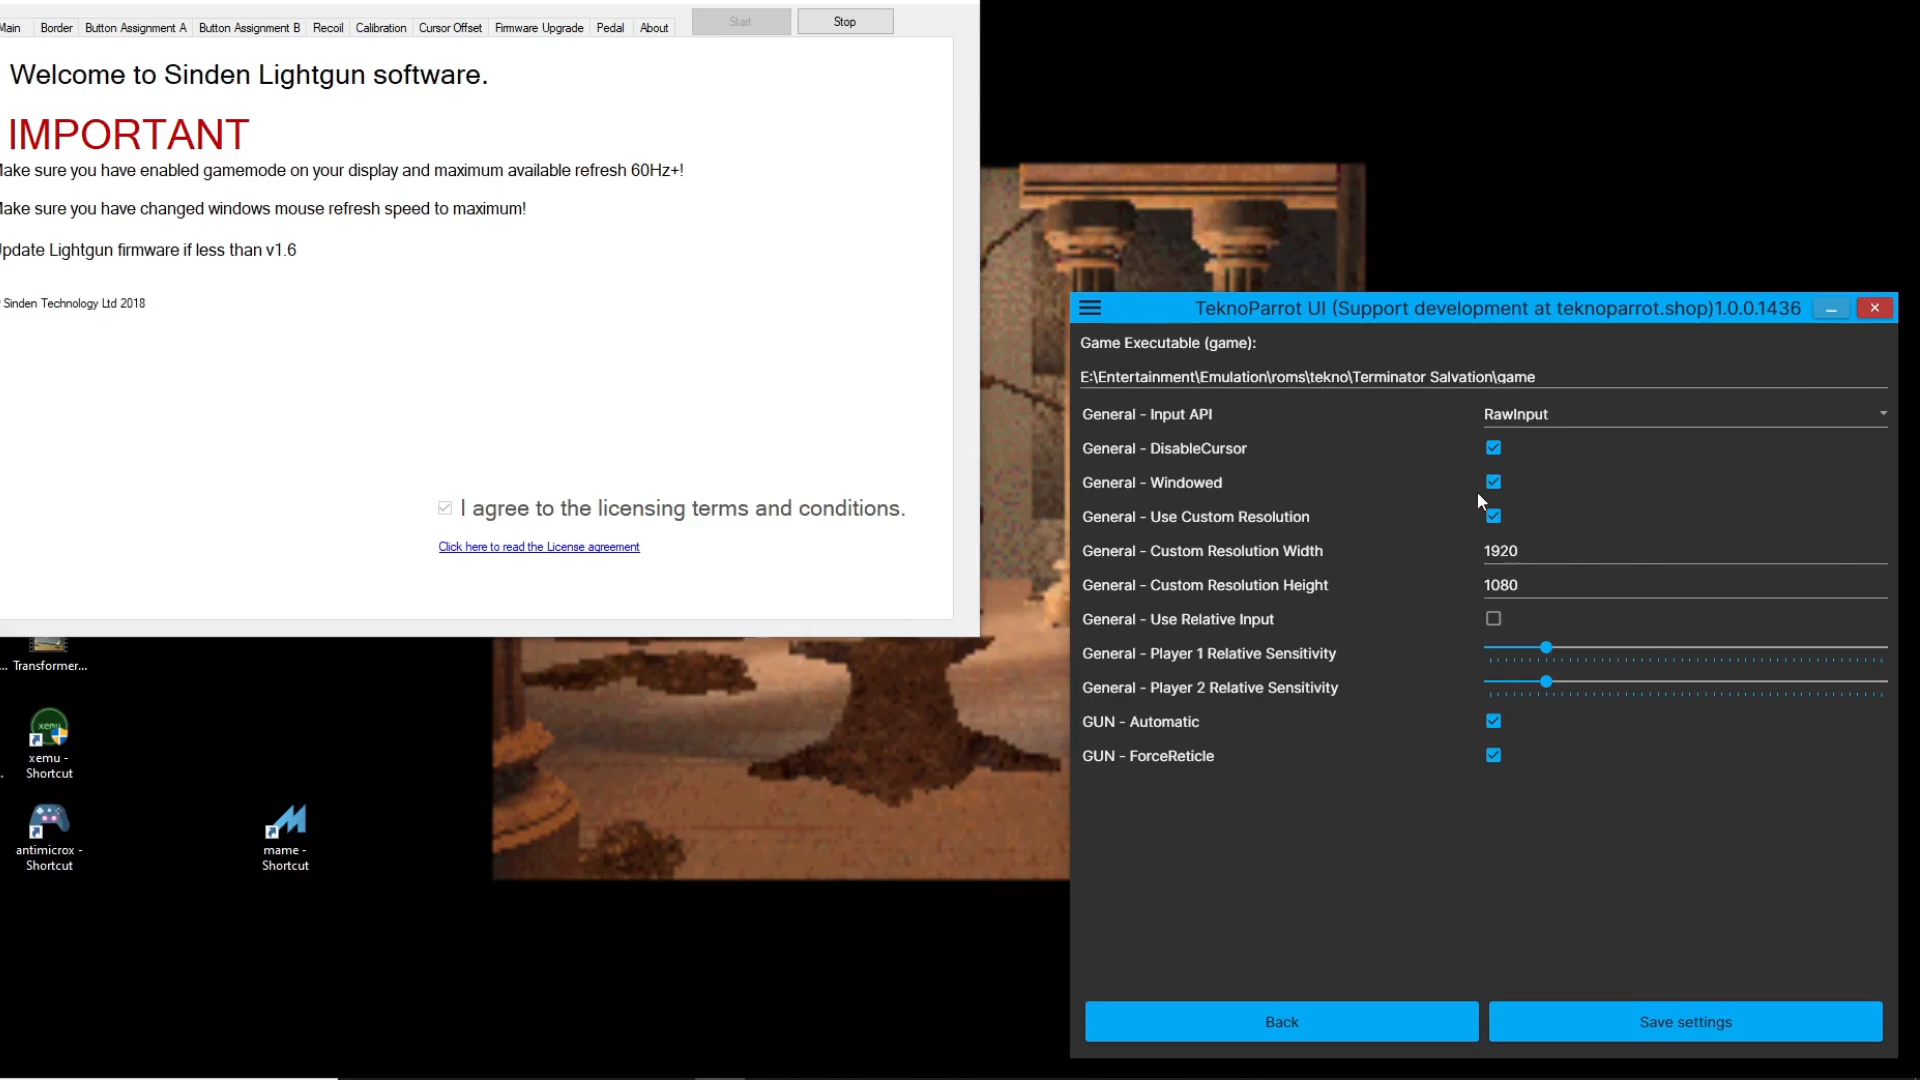 Main Border Button Assignment A Button Assignment B Recoil Calibration Cursor Offset Firmware Upgrade Pedal About Start Stop
Welcome to Sinden Lightgun software.
IMPORTANT
ake sure you have enabled gamemode on your display and maximum available refresh 60Hz+!
ake sure you have changed windows mouse refresh speed to maximum!
pdate Lightgun firmware if less than v1.6
Sinden Technology Ltd 2018
I agree to the licensing terms and conditions.
Click here to read the License agreement
TeknoParrot UI (Support development at teknoparrot.shop)1.0.0.1436
Game Executable (game):
E:\Entertainment\Emulation\roms\tekno\Terminator Salvation\game
General - Input API RawInput
General - DisableCursor
General - Windowed
General - Use Custom Resolution
General - Custom Resolution Width 1920
General - Custom Resolution Height 1080
General - Use Relative Input
General - Player 1 Relative Sensitivity
General - Player 2 Relative Sensitivity
GUN - Automatic
GUN - ForceReticle
Back Save settings
... Transformer...
xemu
xemu -
Shortcut
antimicrox -
Shortcut
mame -
Shortcut